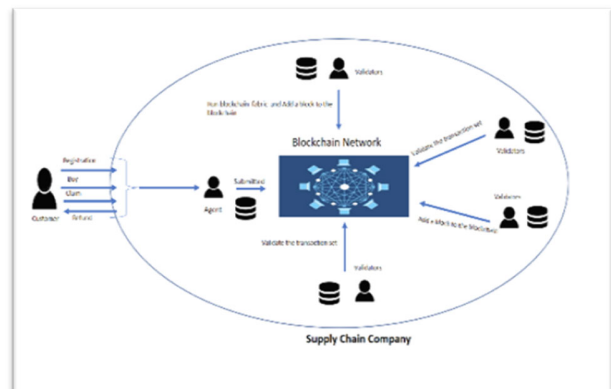 Validators
Run blockchain fabric and Add a block to the
blockchain
Blockchain Network
Validate the transaction set
Validators
Registration
Buy
Claim
Refund
Customer
Agent
Submitted
Validators
Add a block to the blockchain
Validate the transaction set
Validators
Supply Chain Company